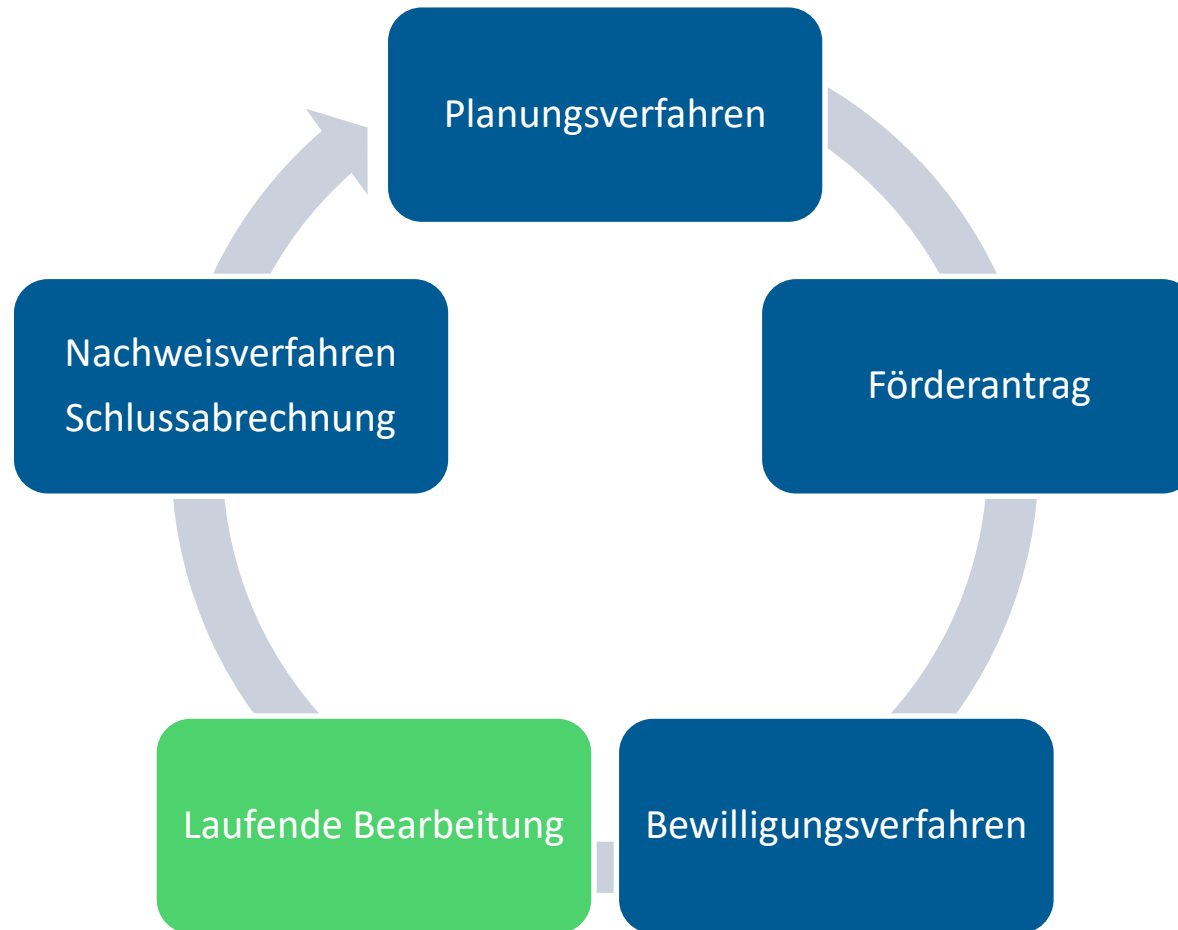 Planungsverfahren
Förderantrag
Bewilligungsverfahren
Laufende Bearbeitung
Nachweisverfahren
Schlussabrechnung